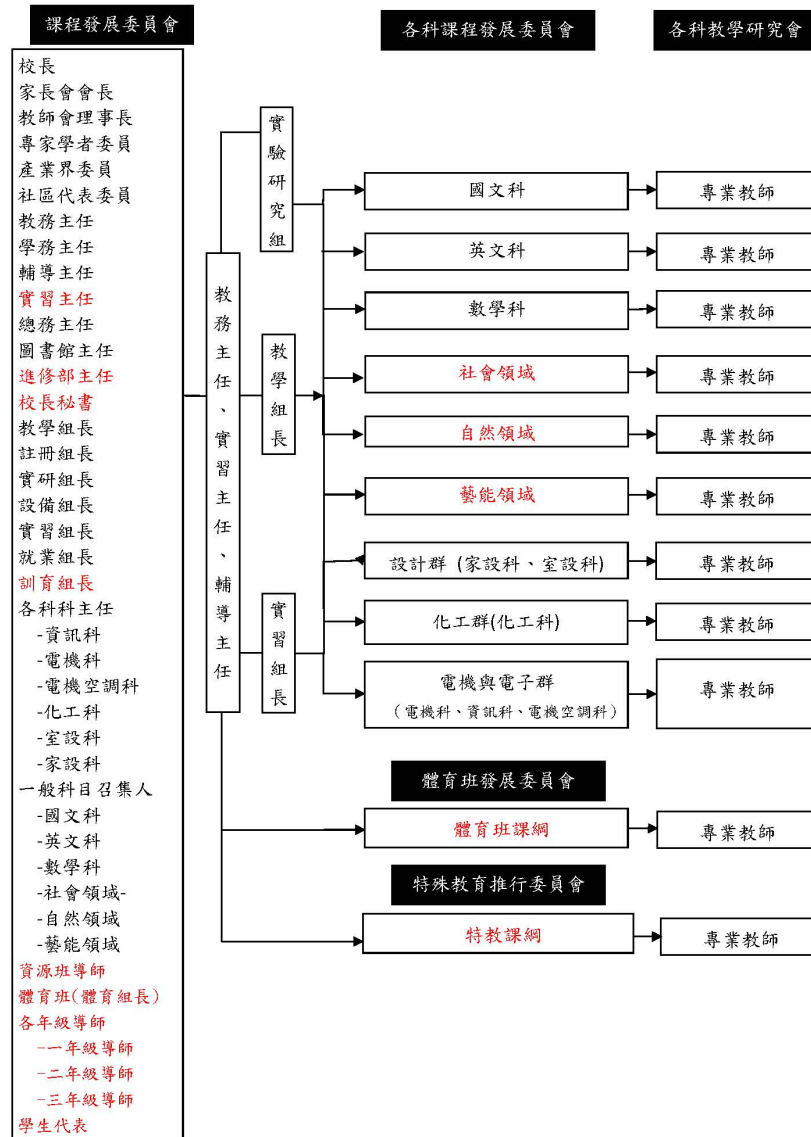 課程發展委員會
校長
家長會會長
教師會理事長
專家學者委員
產業界委員
社區代表委員
教務主任
學務主任
輔導主任
實習主任
總務主任
圖書館主任
進修部主任
校長秘書
教學組長
註冊組長
實研組長
設備組長
實習組長
就業組長
訓育組長
各科科主任
-資訊科
-電機科
-電機空調科
-化工科
-室設科
-家設科
一般科目召集人
-國文科
-英文科
-數學科
-社會領域-
-自然領域
-藝能領域
資源班導師
體育班(體育組長)
各年級導師
-一年級導師
-二年級導師
-三年級導師
學生代表
教務主任、實習主任、輔導主任
實驗研究組
教學組長
實習組長
各科課程發展委員會
各科教學研究會
國文科
專業教師
英文科
專業教師
數學科
專業教師
社會領域
專業教師
自然領域
專業教師
藝能領域
專業教師
設計群 (家設科、室設科)
專業教師
化工群(化工科)
專業教師
電機與電子群
（電機科、資訊科、電機空調科）
專業教師
體育班發展委員會
體育班課綱
專業教師
特殊教育推行委員會
特教課綱
專業教師